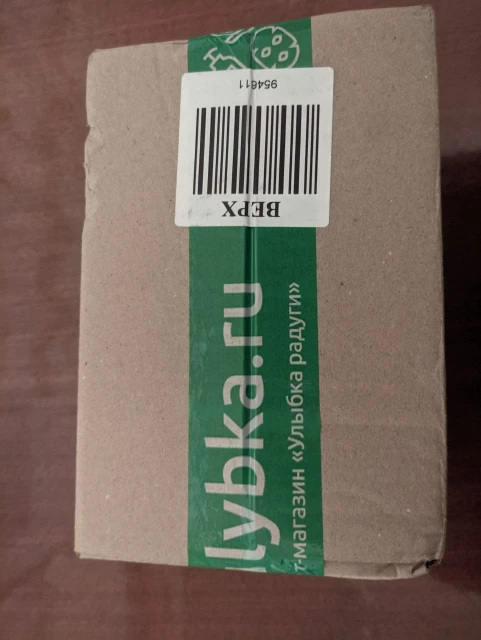 954611
ВЕРХ
lybka.ru
т-магазин «Улыбка радуги»